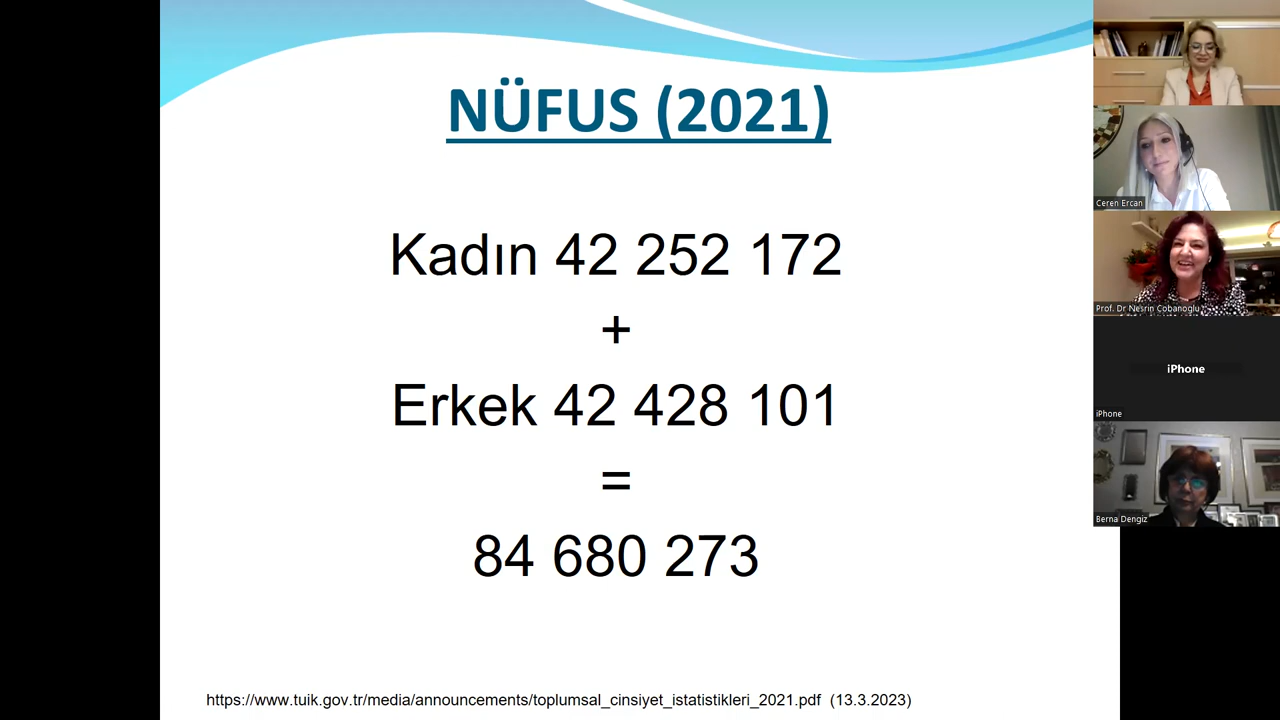 NÜFUS (2021)
Kadın 42 252 172
+
Erkek 42 428 101
=
84 680 273
https://www.tuik.gov.tr/media/announcements/toplumsal_cinsiyet_istatistikleri_2021.pdf (13.3.2023)
Ceren Ercan
Prof. Dr Nesrin Çobanoğlu
iPhone
iPhone
Berna Dengiz